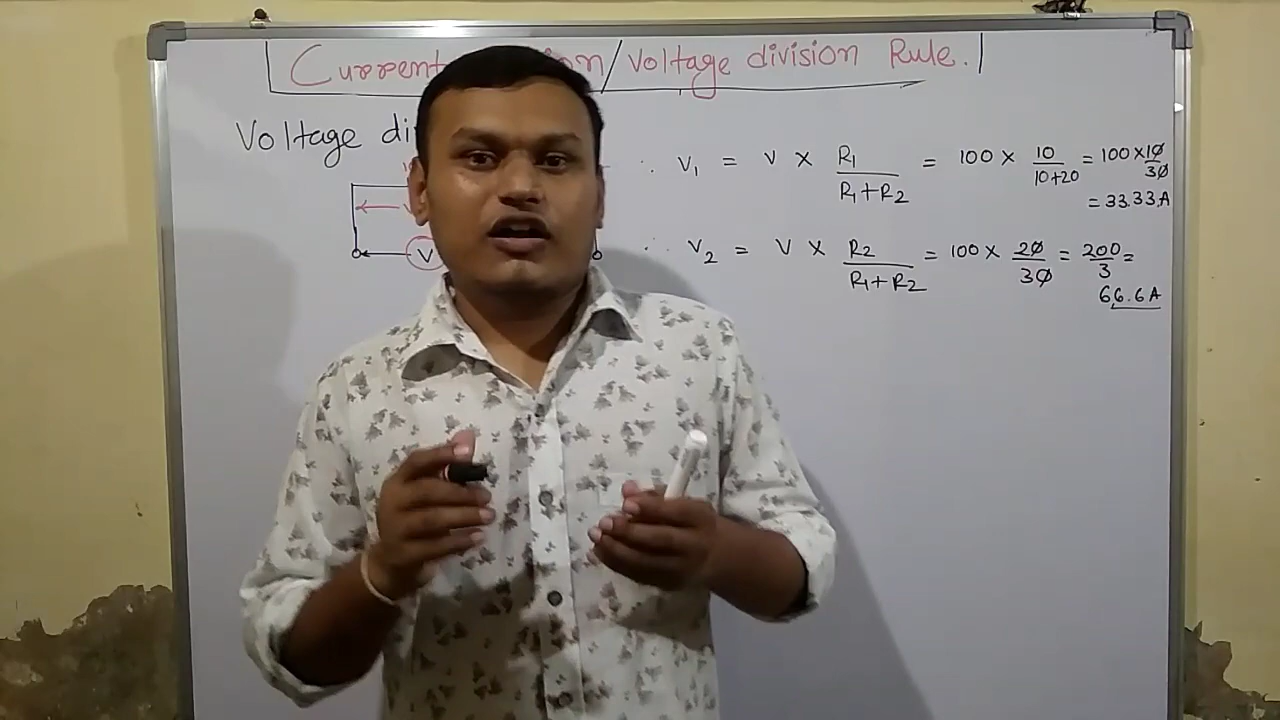 Current / Voltage division Rule.
Voltage
∴ V₁ = V × R₁/(R₁+R₂) = 100 × 10/(10+20) = 100×10/30
= 33.33A
∴ V₂ = V × R₂/(R₁+R₂) = 100 × 20/30 = 200/3 =
66.6A
V